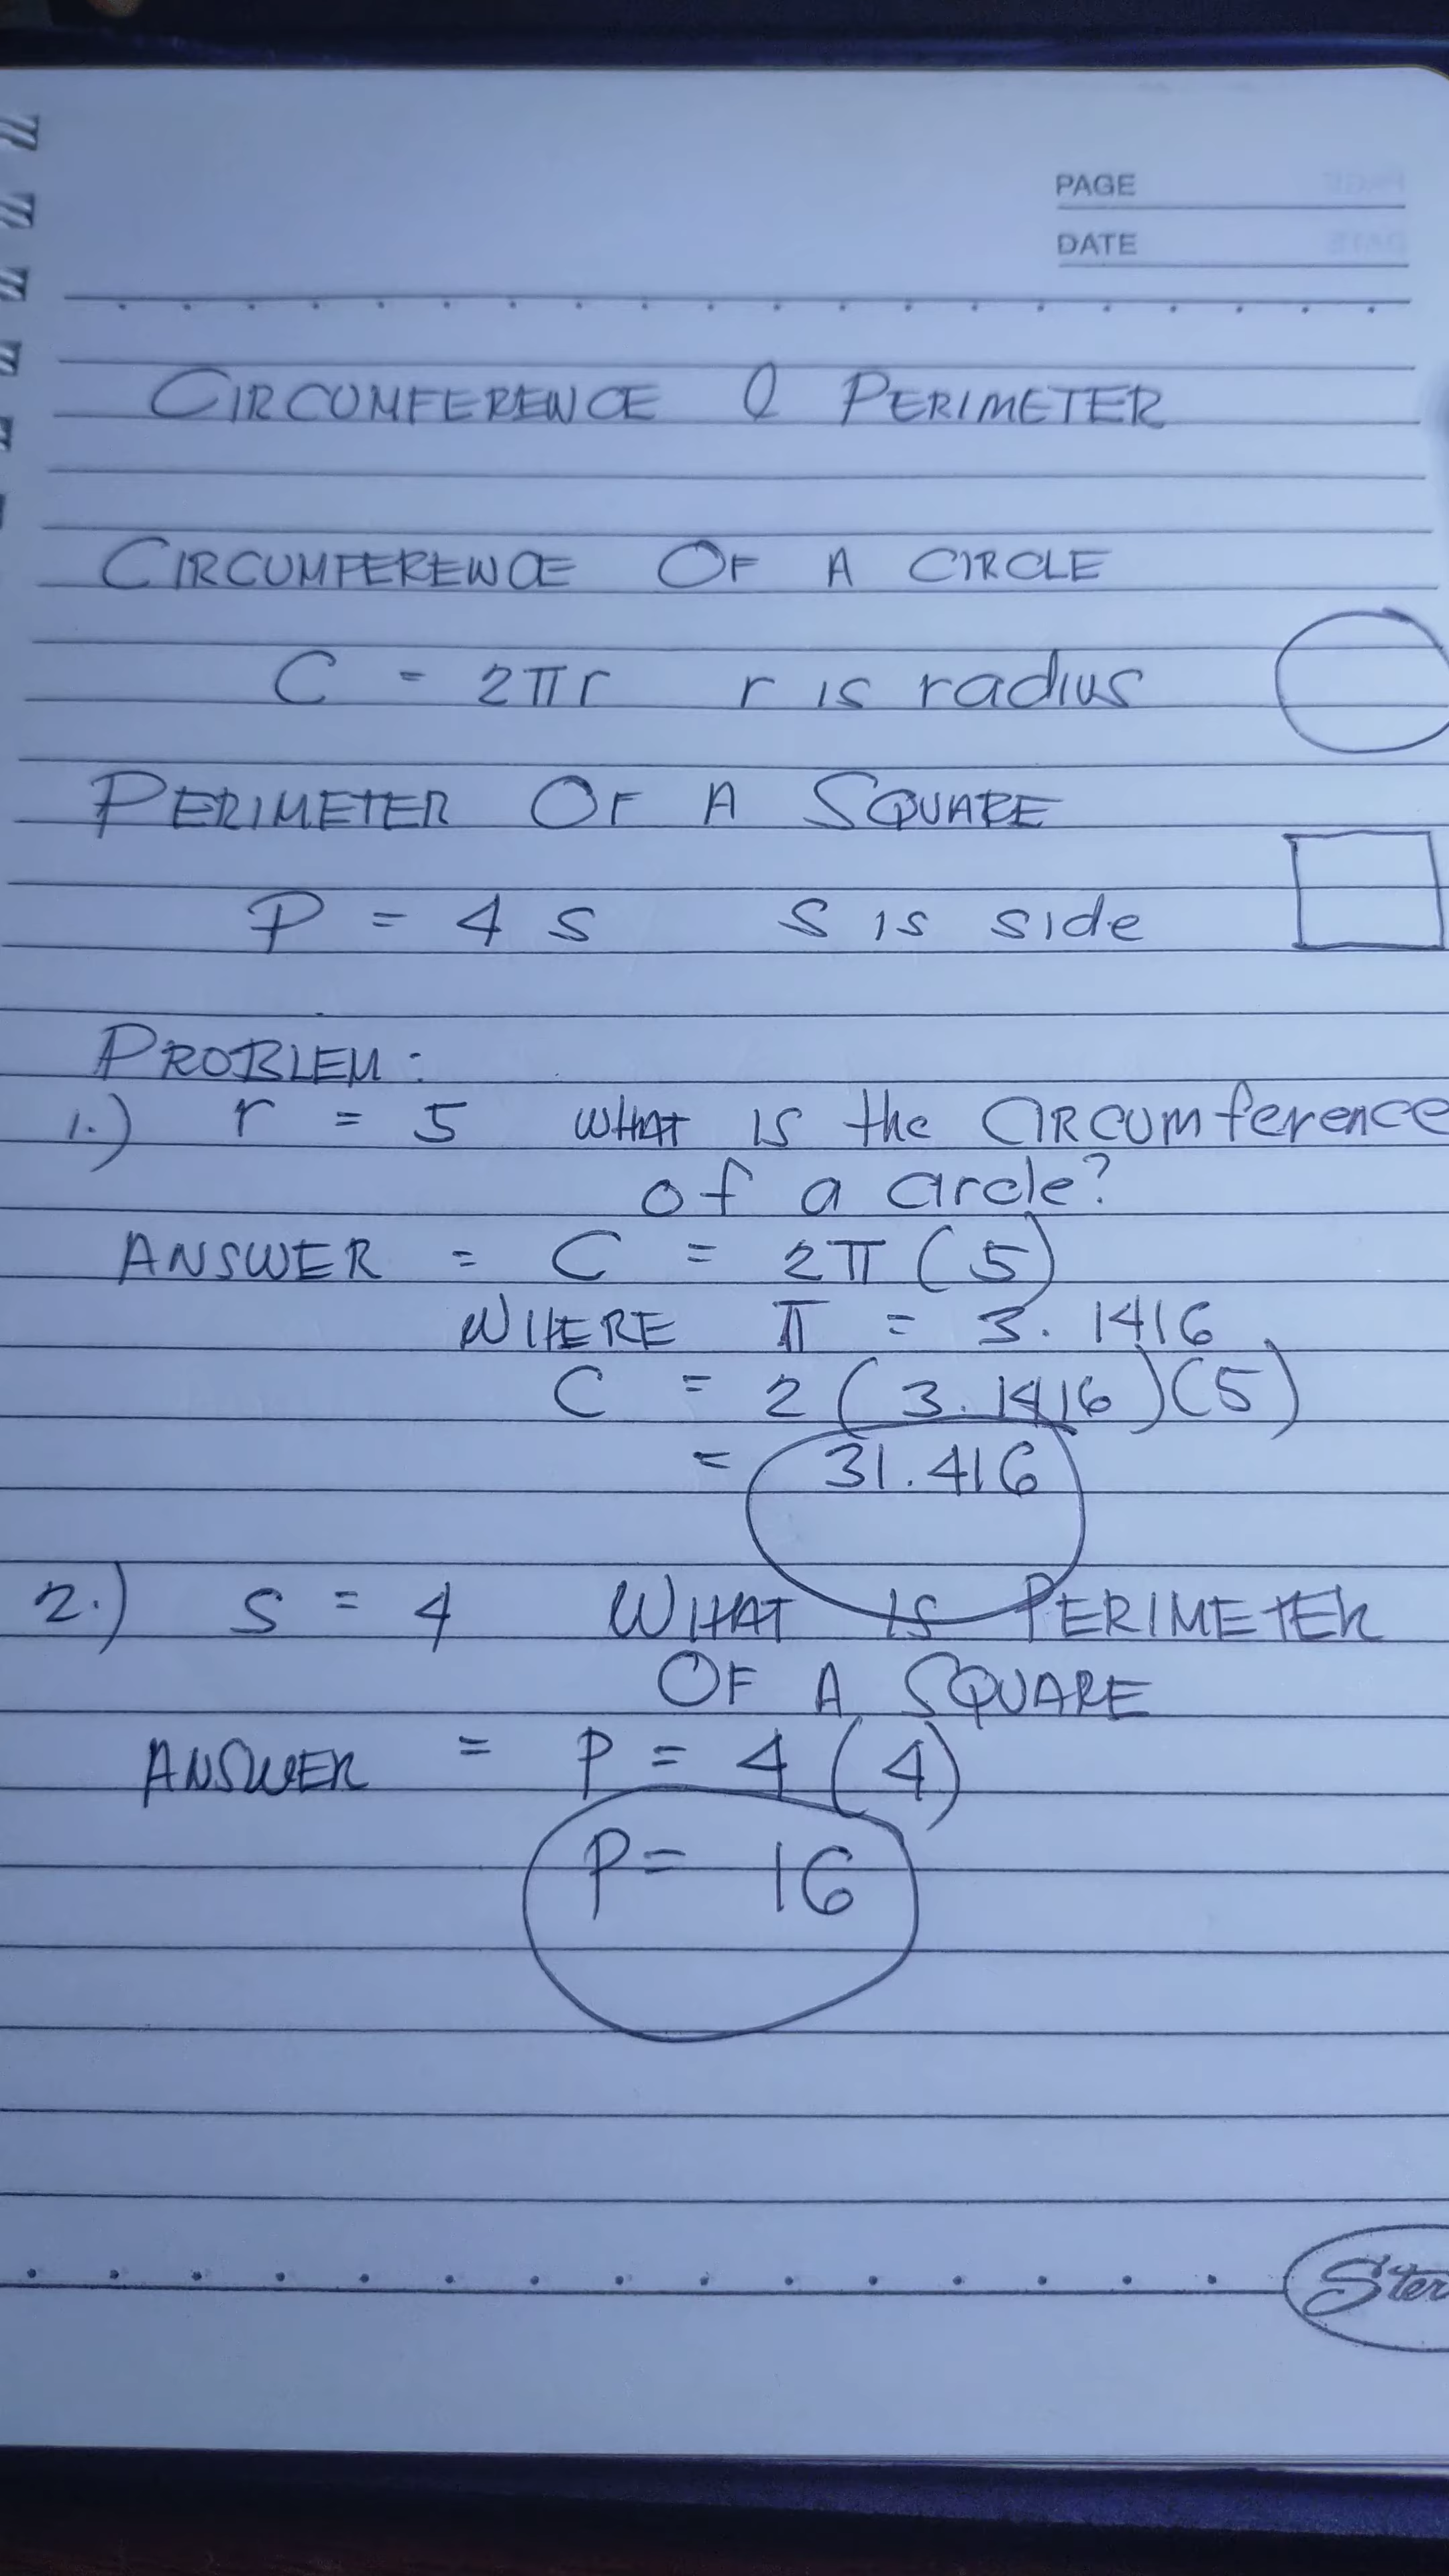 PAGE
DATE
CIRCUMFERENCE & PERIMETER
CIRCUMFERENCE OF A CIRCLE
C = 2πr r is radius
PERIMETER OF A SQUARE
P = 4 s s is side
PROBLEM:
1.) r = 5 WHAT IS the CIRCUMference
of a circle?
ANSWER = C = 2π (5)
WHERE π = 3.1416
C = 2 (3.1416)(5)
= 31.416
2.) s = 4 WHAT IS PERIMETER
OF A SQUARE
ANSWER = P = 4 (4)
P = 16
Ster